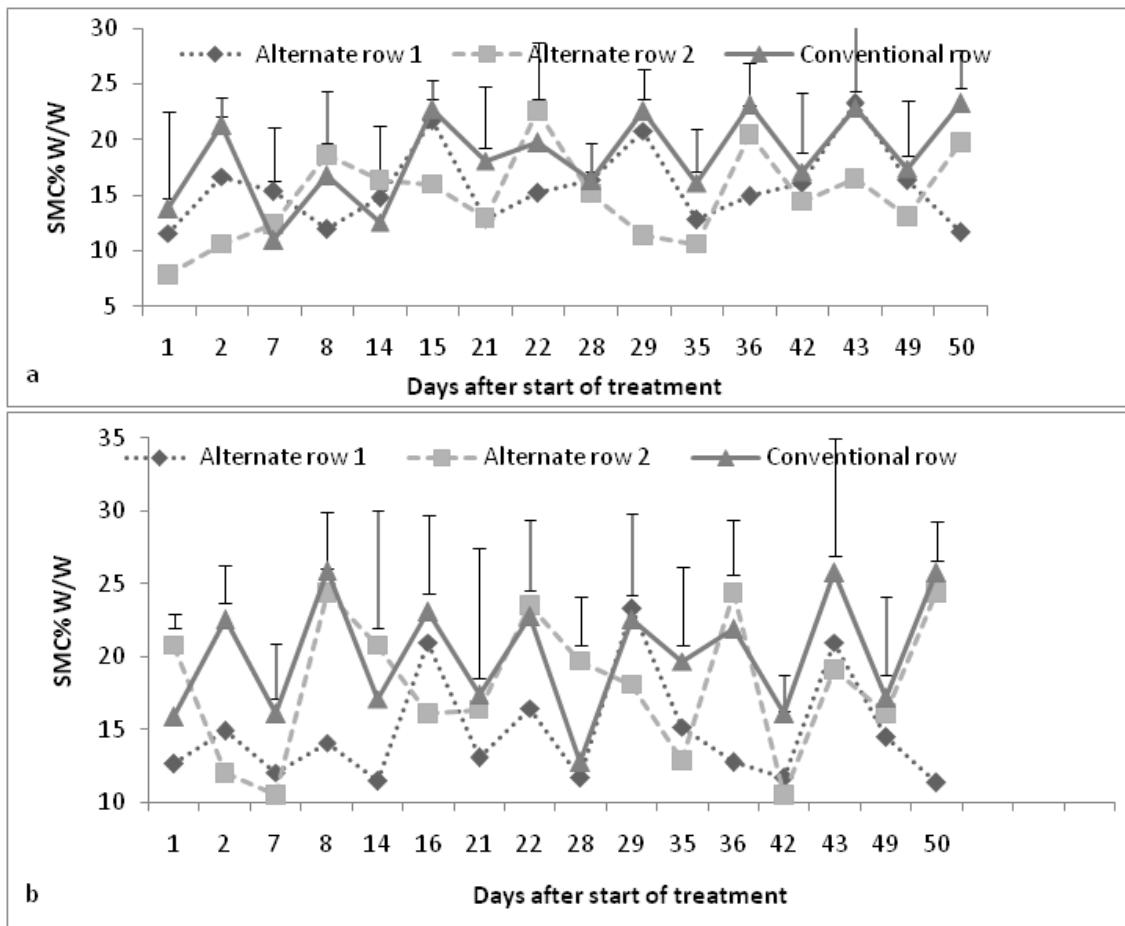 30
Alternate row 1 Alternate row 2 Conventional row
25
20
15
10
5
SMC% W/W
1 2 7 8 14 15 21 22 28 29 35 36 42 43 49 50
Days after start of treatment
a
35
Alternate row 1 Alternate row 2 Conventional row
30
25
20
15
10
SMC% W/W
1 2 7 8 14 16 21 22 28 29 35 36 42 43 49 50
Days after start of treatment
b